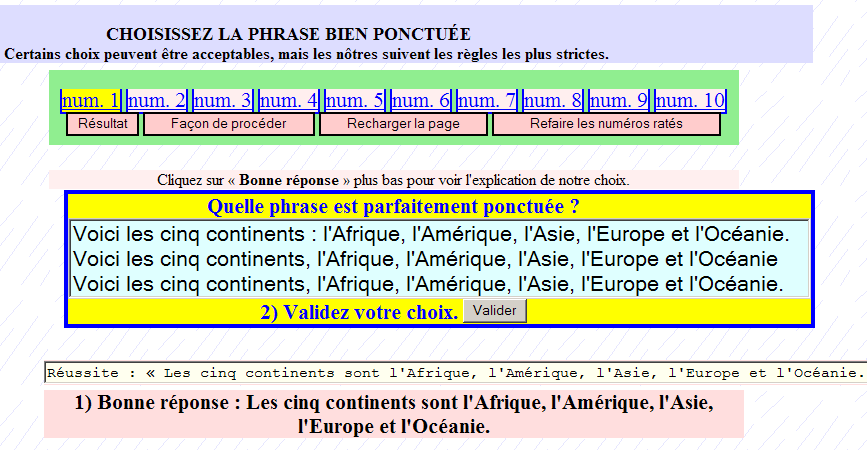 CHOISISSEZ LA PHRASE BIEN PONCTUÉE
Certains choix peuvent être acceptables, mais les nôtres suivent les règles les plus strictes.
num. 1 num. 2 num. 3 num. 4 num. 5 num. 6 num. 7 num. 8 num. 9 num. 10
Résultat Façon de procéder Recharger la page Refaire les numéros ratés
Cliquez sur « Bonne réponse » plus bas pour voir l'explication de notre choix.
Quelle phrase est parfaitement ponctuée ?
Voici les cinq continents : l'Afrique, l'Amérique, l'Asie, l'Europe et l'Océanie.
Voici les cinq continents, l'Afrique, l'Amérique, l'Asie, l'Europe et l'Océanie
Voici les cinq continents, l'Afrique, l'Amérique, l'Asie, l'Europe et l'Océanie.
2) Validez votre choix. Valider
Réussite : « Les cinq continents sont l'Afrique, l'Amérique, l'Asie, l'Europe et l'Océanie.
1) Bonne réponse : Les cinq continents sont l'Afrique, l'Amérique, l'Asie,
l'Europe et l'Océanie.